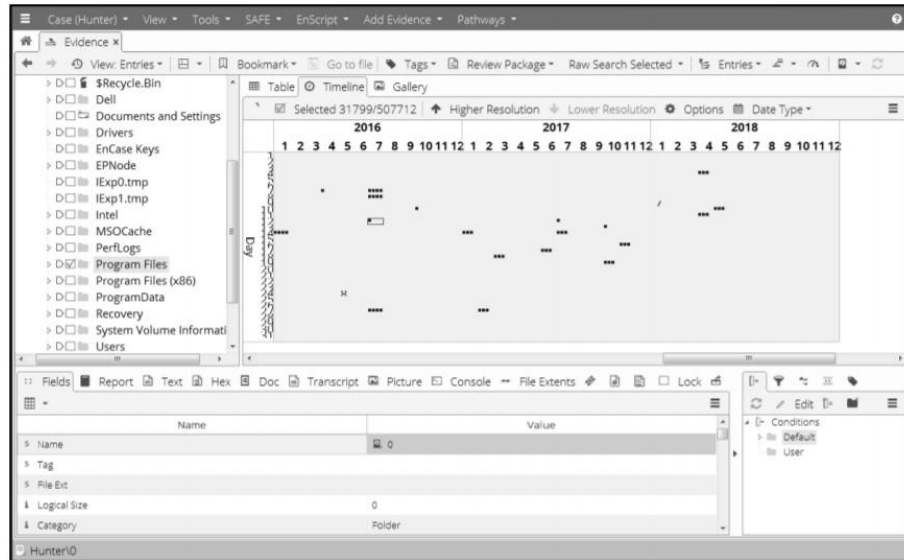 Case (Hunter) View Tools SAFE EnScript Add Evidence Pathways
Evidence x
View: Entries Bookmark Go to file Tags Review Package Raw Search Selected Entries
$Recycle.Bin
Dell
Documents and Settings
Drivers
EnCase Keys
EPNode
IExp0.tmp
IExp1.tmp
Intel
MSOCache
PerfLogs
Program Files
Program Files (x86)
ProgramData
Recovery
System Volume Informati
Users
Table Timeline Gallery
Selected 31799/507712 Higher Resolution Lower Resolution Options Date Type
2016 2017 2018
1 2 3 4 5 6 7 8 9 10 11 12 1 2 3 4 5 6 7 8 9 10 11 12 1 2 3 4 5 6 7 8 9 10 11 12
Day
Fields Report Text Hex Doc Transcript Picture Console File Extents Lock
Name Value
Name 0
Tag
File Ext
Logical Size 0
Category Folder
Edit
Conditions
Default
User
Hunter\0